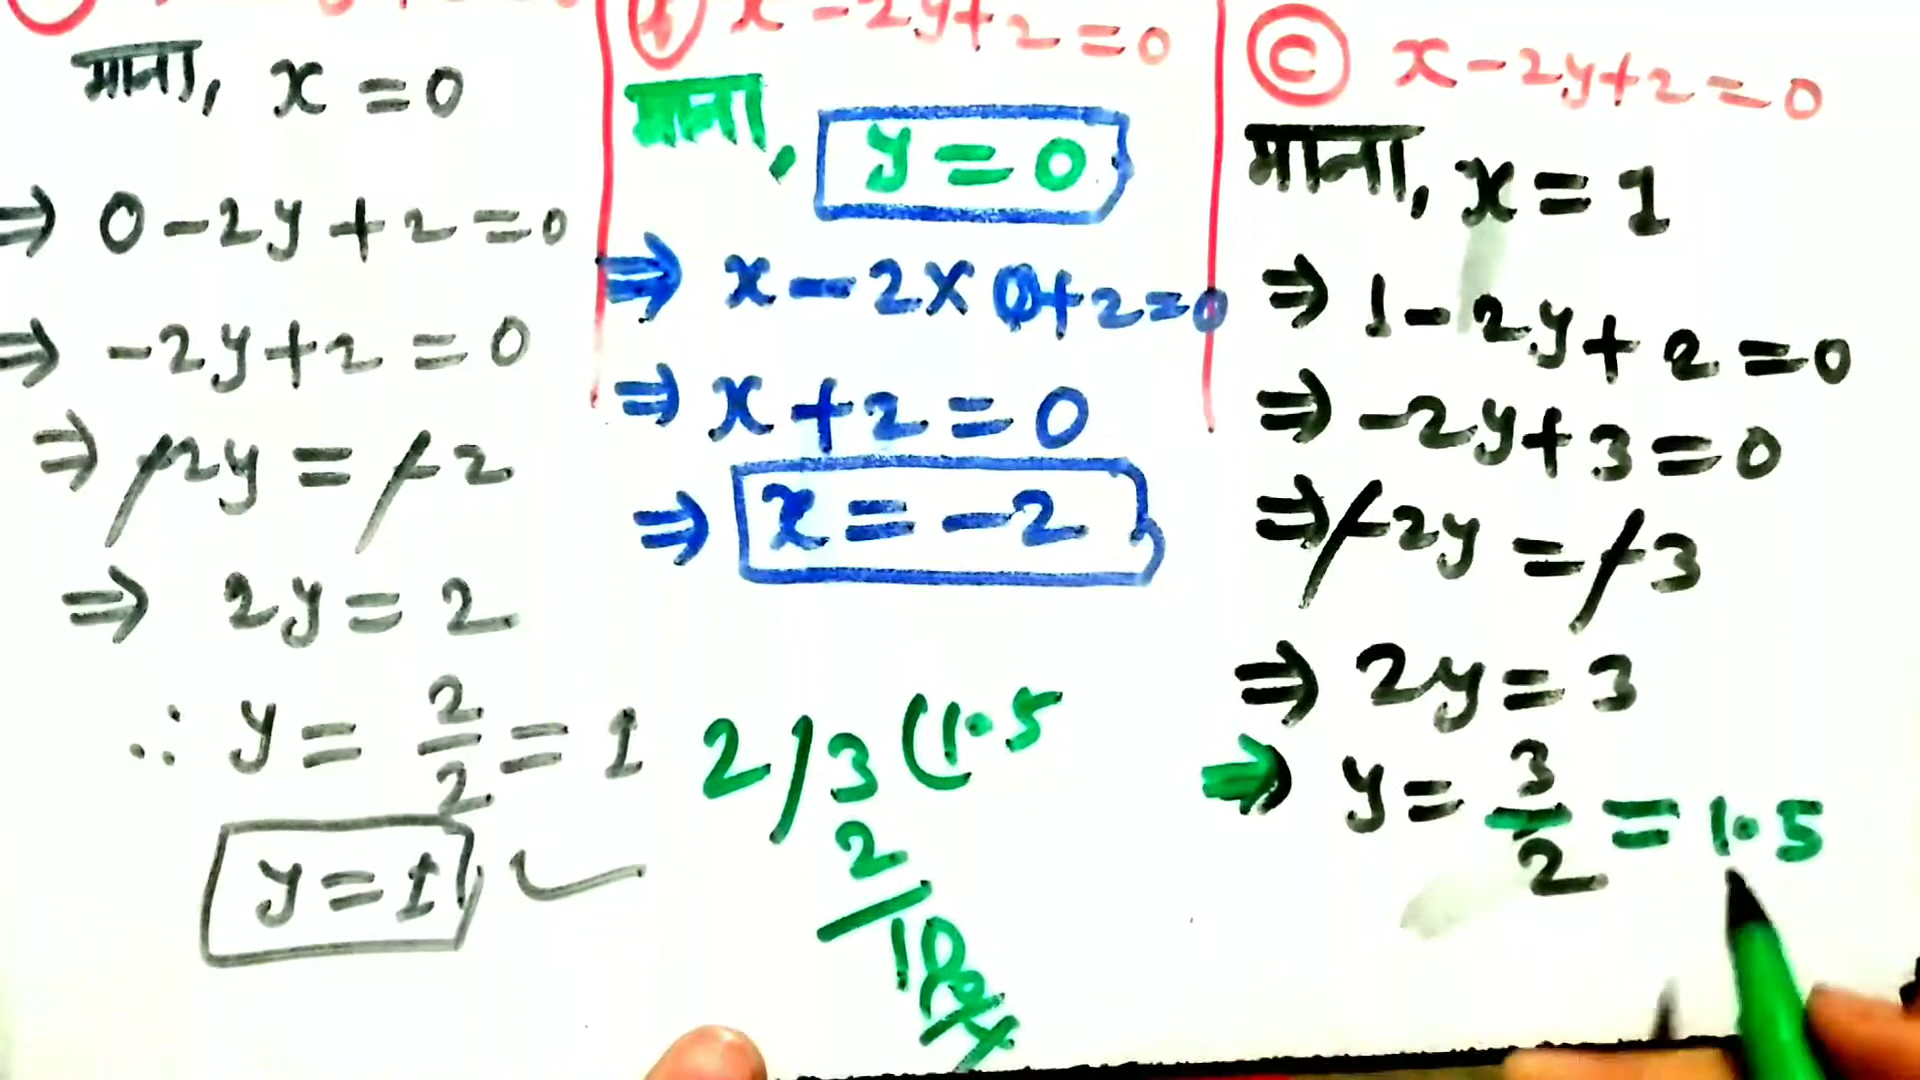 माना, x = 0
⇒ 0 - 2y + 2 = 0
⇒ -2y + 2 = 0
⇒ -2y = -2
⇒ 2y = 2
∴ y = 2/2 = 1
y = 1
x - 2y + 2 = 0
माना, y = 0
⇒ x - 2 × 0 + 2 = 0
⇒ x + 2 = 0
⇒ x = -2
2 ) 3 ( 1.5
2
10
Ⓒ x - 2y + 2 = 0
माना, x = 1
⇒ 1 - 2y + 2 = 0
⇒ -2y + 3 = 0
⇒ -2y = -3
⇒ 2y = 3
⇒ y = 3/2 = 1.5